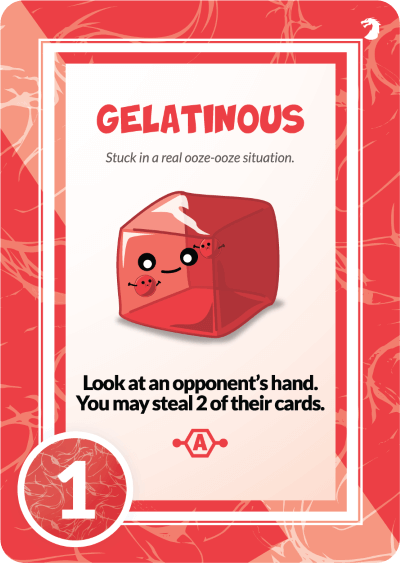 GELATINOUS
Stuck in a real ooze-ooze situation.
Look at an opponent's hand.
You may steal 2 of their cards.
A
1